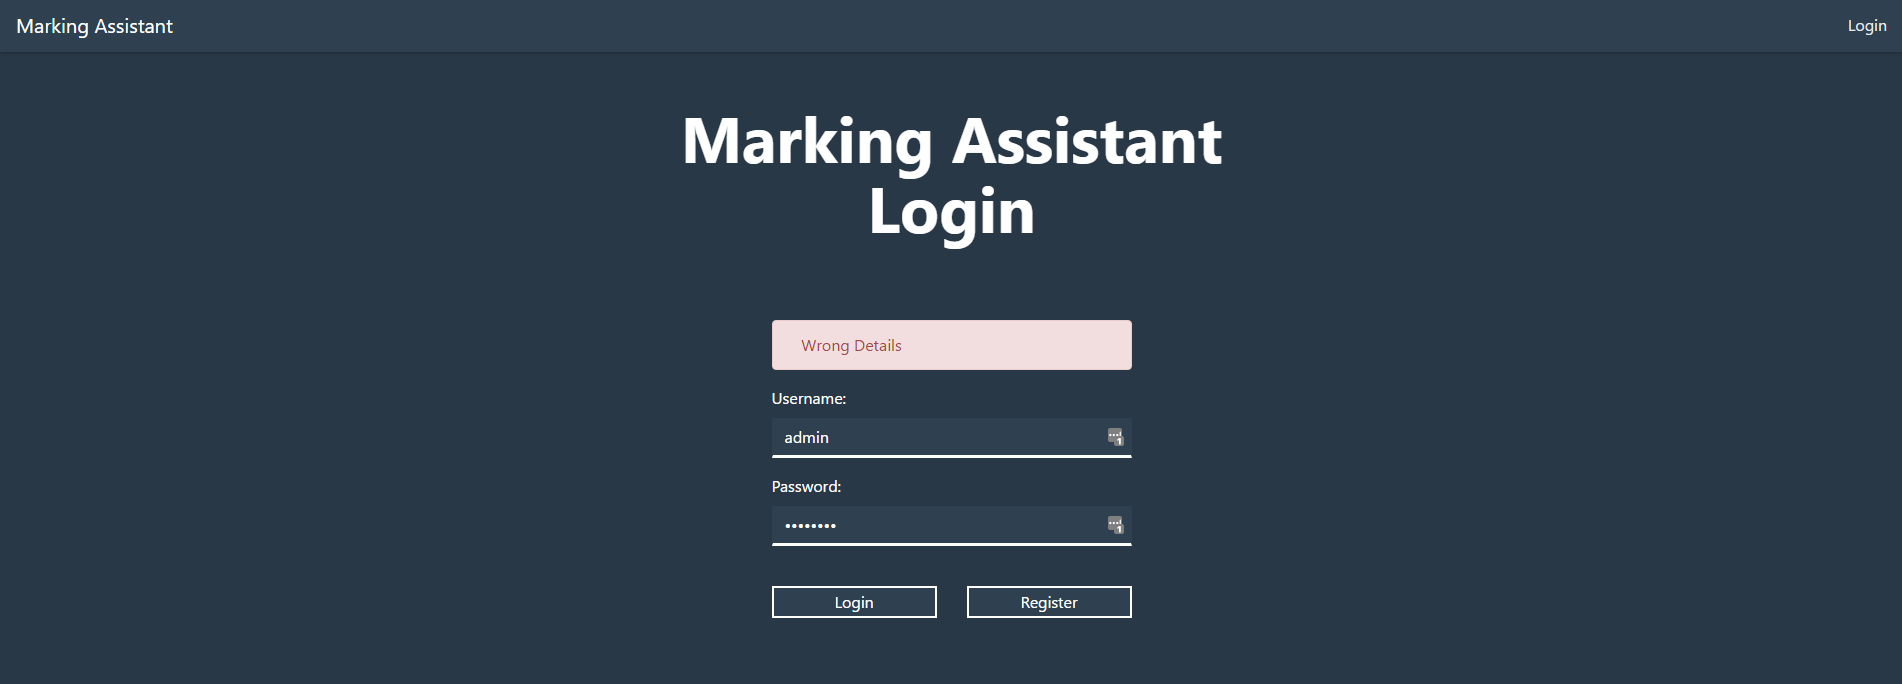 Marking Assistant
Login
Marking Assistant
Login
Wrong Details
Username:
admin
Password:
••••••••
Login
Register